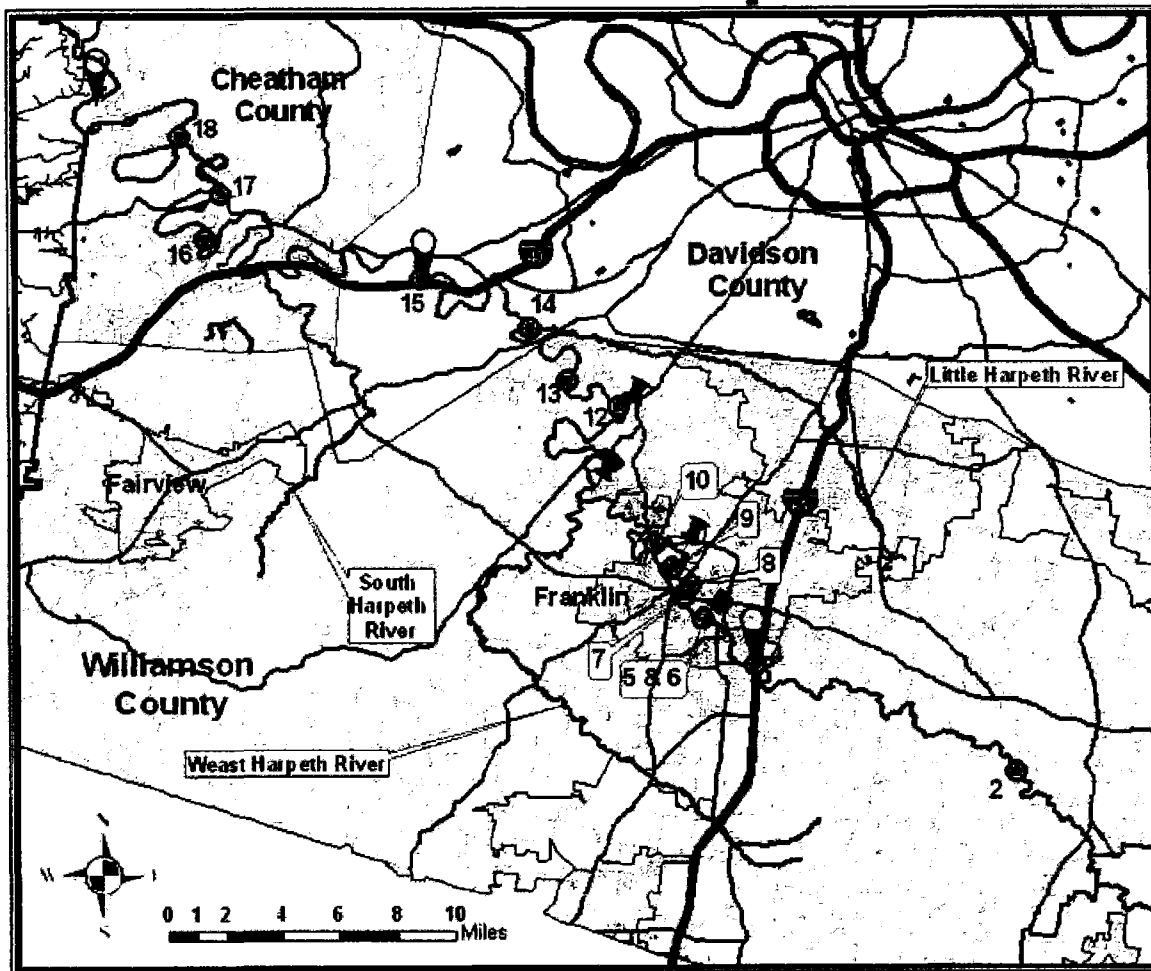 Cheatham
County
18
17
16
15
14
Davidson
County
Little Harpeth River
13
12
10
9
8
Fairview
South
Harpeth
River
Franklin
7
5 & 6
Williamson
County
Weast Harpeth River
2
W
0 1 2 4 6 8 10
Miles